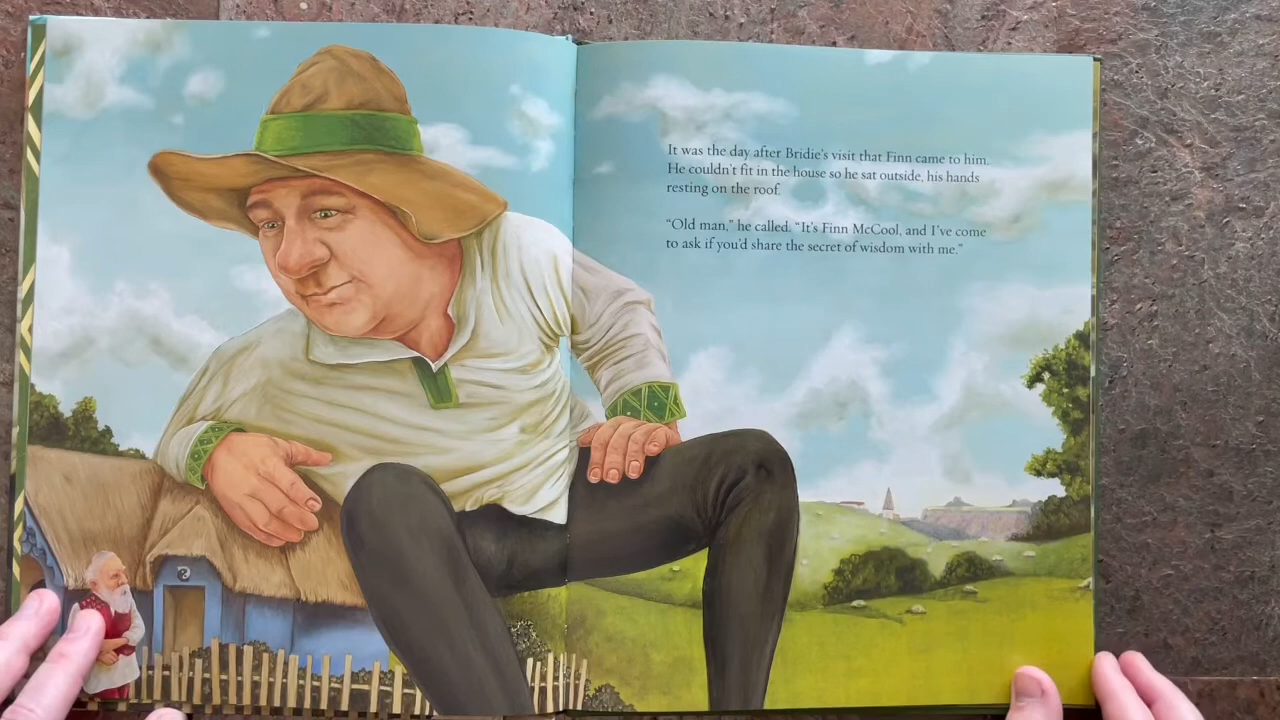 It was the day after Bridie's visit that Finn came to him.
He couldn't fit in the house so he sat outside, his hands
resting on the roof.
“Old man,” he called. “It's Finn McCool, and I've come
to ask if you'd share the secret of wisdom with me.”